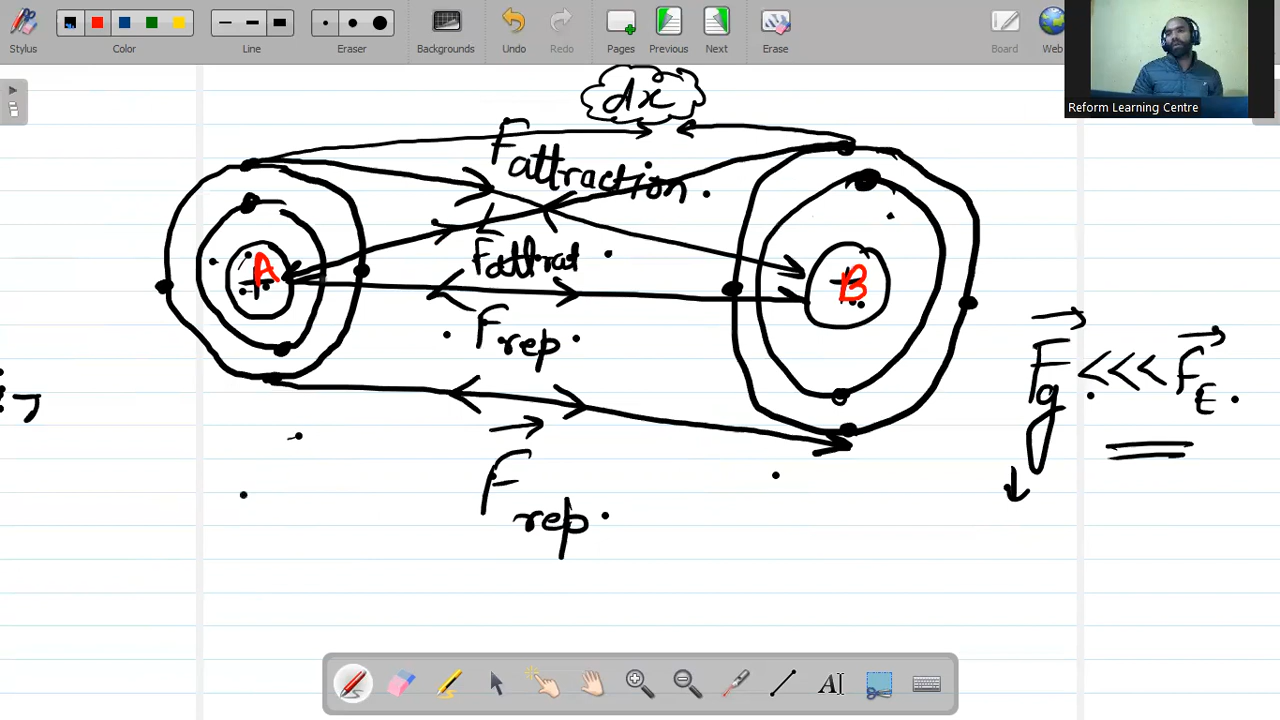 Stylus
Color
Line
Eraser
Backgrounds
Undo
Redo
Pages
Previous
Next
Erase
Board
Web
Reform Learning Centre
dx
Fattraction.
Fattrat.
A
B
Frep.
Fg <<< FE.
Frep.
AI